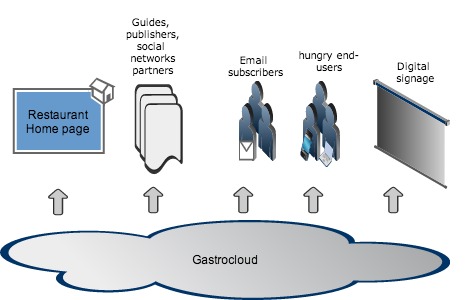 Guides,
publishers,
social
networks
partners
Email
subscribers
hungry end-
users
Digital
signage
Restaurant
Home page
Gastrocloud